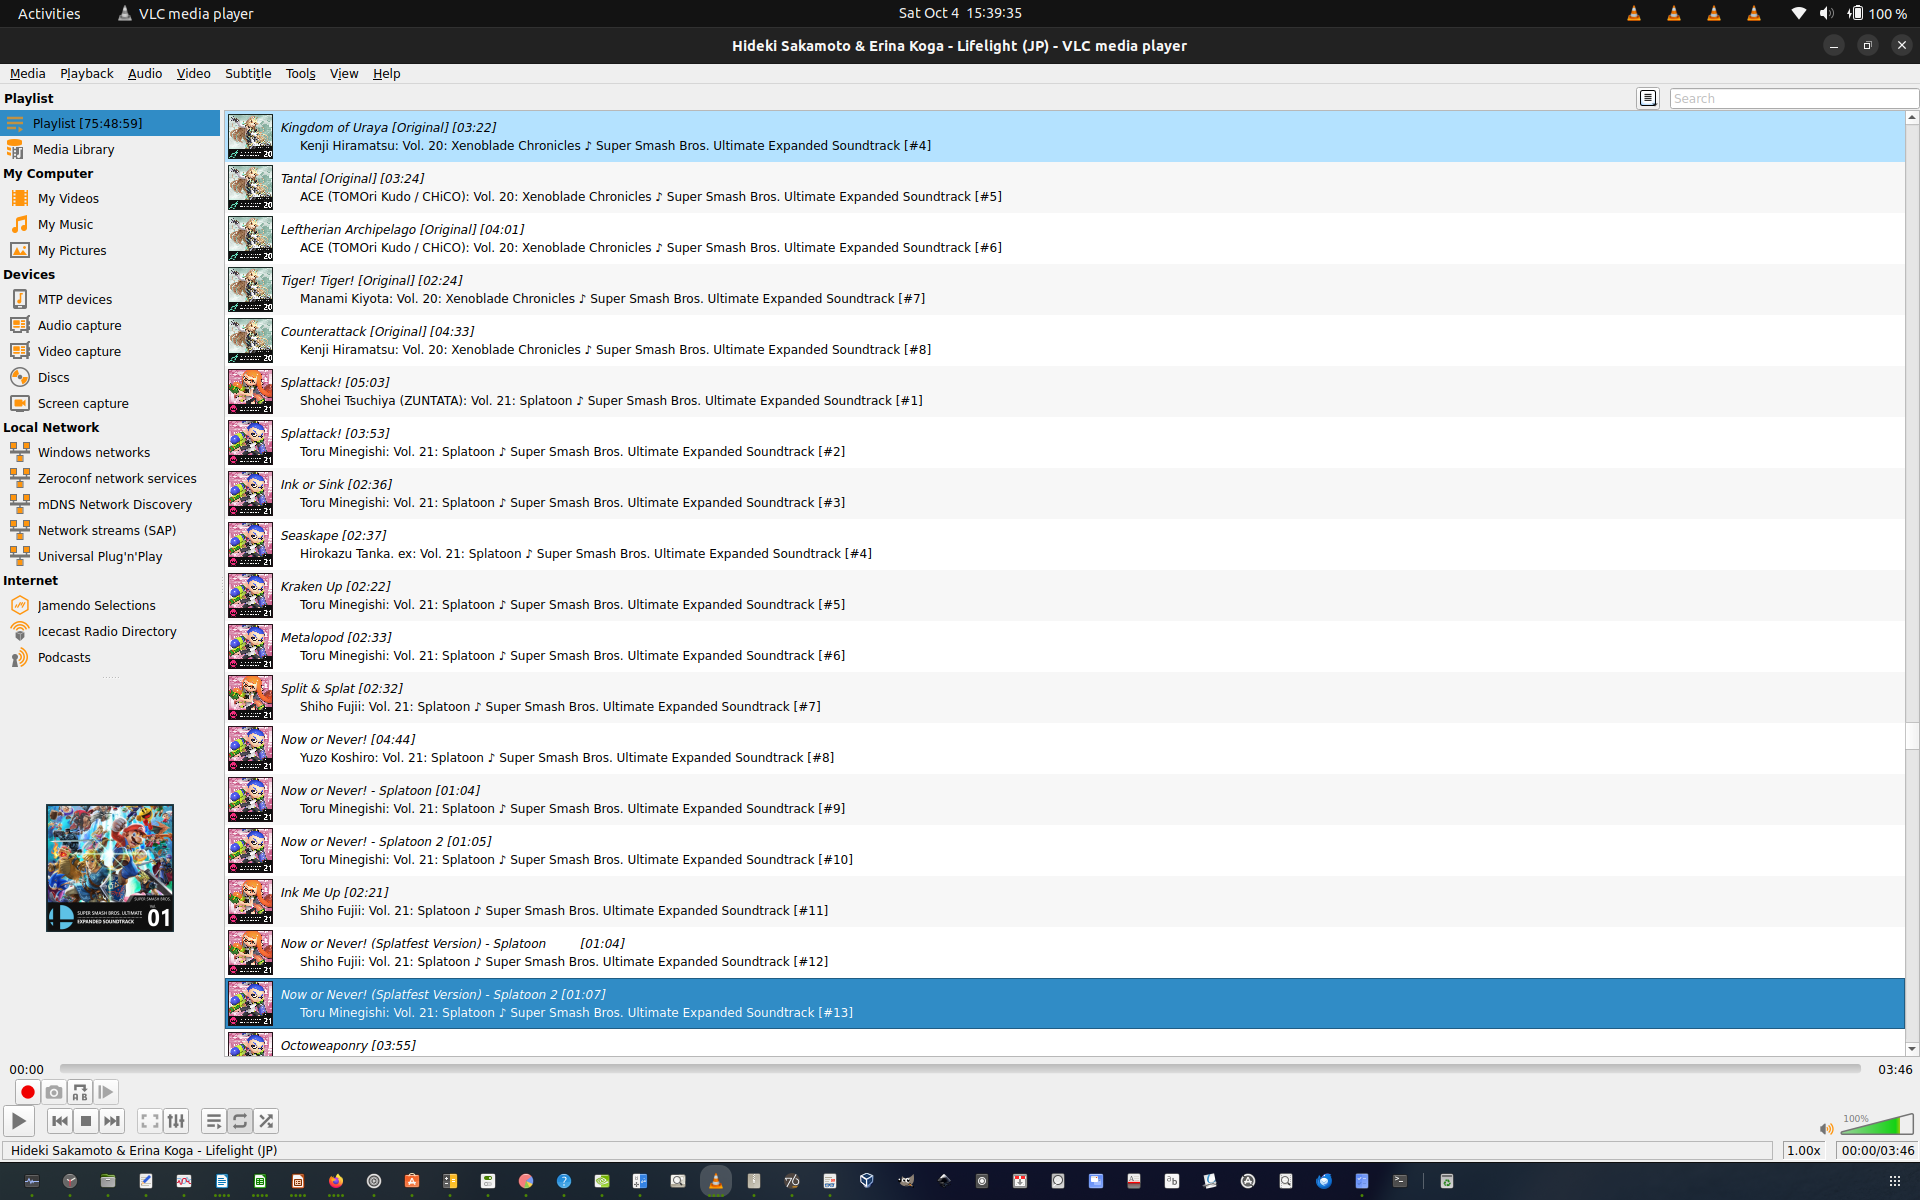 Activities
VLC media player
Sat Oct 4 15:39:35
100 %
Hideki Sakamoto & Erina Koga - Lifelight (JP) - VLC media player
Media Playback Audio Video Subtitle Tools View Help
Playlist
Search
Playlist [75:48:59]
Media Library
My Computer
My Videos
My Music
My Pictures
Devices
MTP devices
Audio capture
Video capture
Discs
Screen capture
Local Network
Windows networks
Zeroconf network services
mDNS Network Discovery
Network streams (SAP)
Universal Plug'n'Play
Internet
Jamendo Selections
Icecast Radio Directory
Podcasts
Kingdom of Uraya [Original] [03:22]
Kenji Hiramatsu: Vol. 20: Xenoblade Chronicles ♪ Super Smash Bros. Ultimate Expanded Soundtrack [#4]
Tantal [Original] [03:24]
ACE (TOMOri Kudo / CHiCO): Vol. 20: Xenoblade Chronicles ♪ Super Smash Bros. Ultimate Expanded Soundtrack [#5]
Leftherian Archipelago [Original] [04:01]
ACE (TOMOri Kudo / CHiCO): Vol. 20: Xenoblade Chronicles ♪ Super Smash Bros. Ultimate Expanded Soundtrack [#6]
Tiger! Tiger! [Original] [02:24]
Manami Kiyota: Vol. 20: Xenoblade Chronicles ♪ Super Smash Bros. Ultimate Expanded Soundtrack [#7]
Counterattack [Original] [04:33]
Kenji Hiramatsu: Vol. 20: Xenoblade Chronicles ♪ Super Smash Bros. Ultimate Expanded Soundtrack [#8]
Splattack! [05:03]
Shohei Tsuchiya (ZUNTATA): Vol. 21: Splatoon ♪ Super Smash Bros. Ultimate Expanded Soundtrack [#1]
Splattack! [03:53]
Toru Minegishi: Vol. 21: Splatoon ♪ Super Smash Bros. Ultimate Expanded Soundtrack [#2]
Ink or Sink [02:36]
Toru Minegishi: Vol. 21: Splatoon ♪ Super Smash Bros. Ultimate Expanded Soundtrack [#3]
Seaskape [02:37]
Hirokazu Tanka. ex: Vol. 21: Splatoon ♪ Super Smash Bros. Ultimate Expanded Soundtrack [#4]
Kraken Up [02:22]
Toru Minegishi: Vol. 21: Splatoon ♪ Super Smash Bros. Ultimate Expanded Soundtrack [#5]
Metalopod [02:33]
Toru Minegishi: Vol. 21: Splatoon ♪ Super Smash Bros. Ultimate Expanded Soundtrack [#6]
Split & Splat [02:32]
Shiho Fujii: Vol. 21: Splatoon ♪ Super Smash Bros. Ultimate Expanded Soundtrack [#7]
Now or Never! [04:44]
Yuzo Koshiro: Vol. 21: Splatoon ♪ Super Smash Bros. Ultimate Expanded Soundtrack [#8]
Now or Never! - Splatoon [01:04]
Toru Minegishi: Vol. 21: Splatoon ♪ Super Smash Bros. Ultimate Expanded Soundtrack [#9]
Now or Never! - Splatoon 2 [01:05]
Toru Minegishi: Vol. 21: Splatoon ♪ Super Smash Bros. Ultimate Expanded Soundtrack [#10]
Ink Me Up [02:21]
Shiho Fujii: Vol. 21: Splatoon ♪ Super Smash Bros. Ultimate Expanded Soundtrack [#11]
Now or Never! (Splatfest Version) - Splatoon [01:04]
Shiho Fujii: Vol. 21: Splatoon ♪ Super Smash Bros. Ultimate Expanded Soundtrack [#12]
Now or Never! (Splatfest Version) - Splatoon 2 [01:07]
Toru Minegishi: Vol. 21: Splatoon ♪ Super Smash Bros. Ultimate Expanded Soundtrack [#13]
Octoweaponry [03:55]
SUPER SMASH BROS. ULTIMATE
EXPANDED SOUNDTRACK
01
00:00
03:46
100%
Hideki Sakamoto & Erina Koga - Lifelight (JP)
1.00x
00:00/03:46